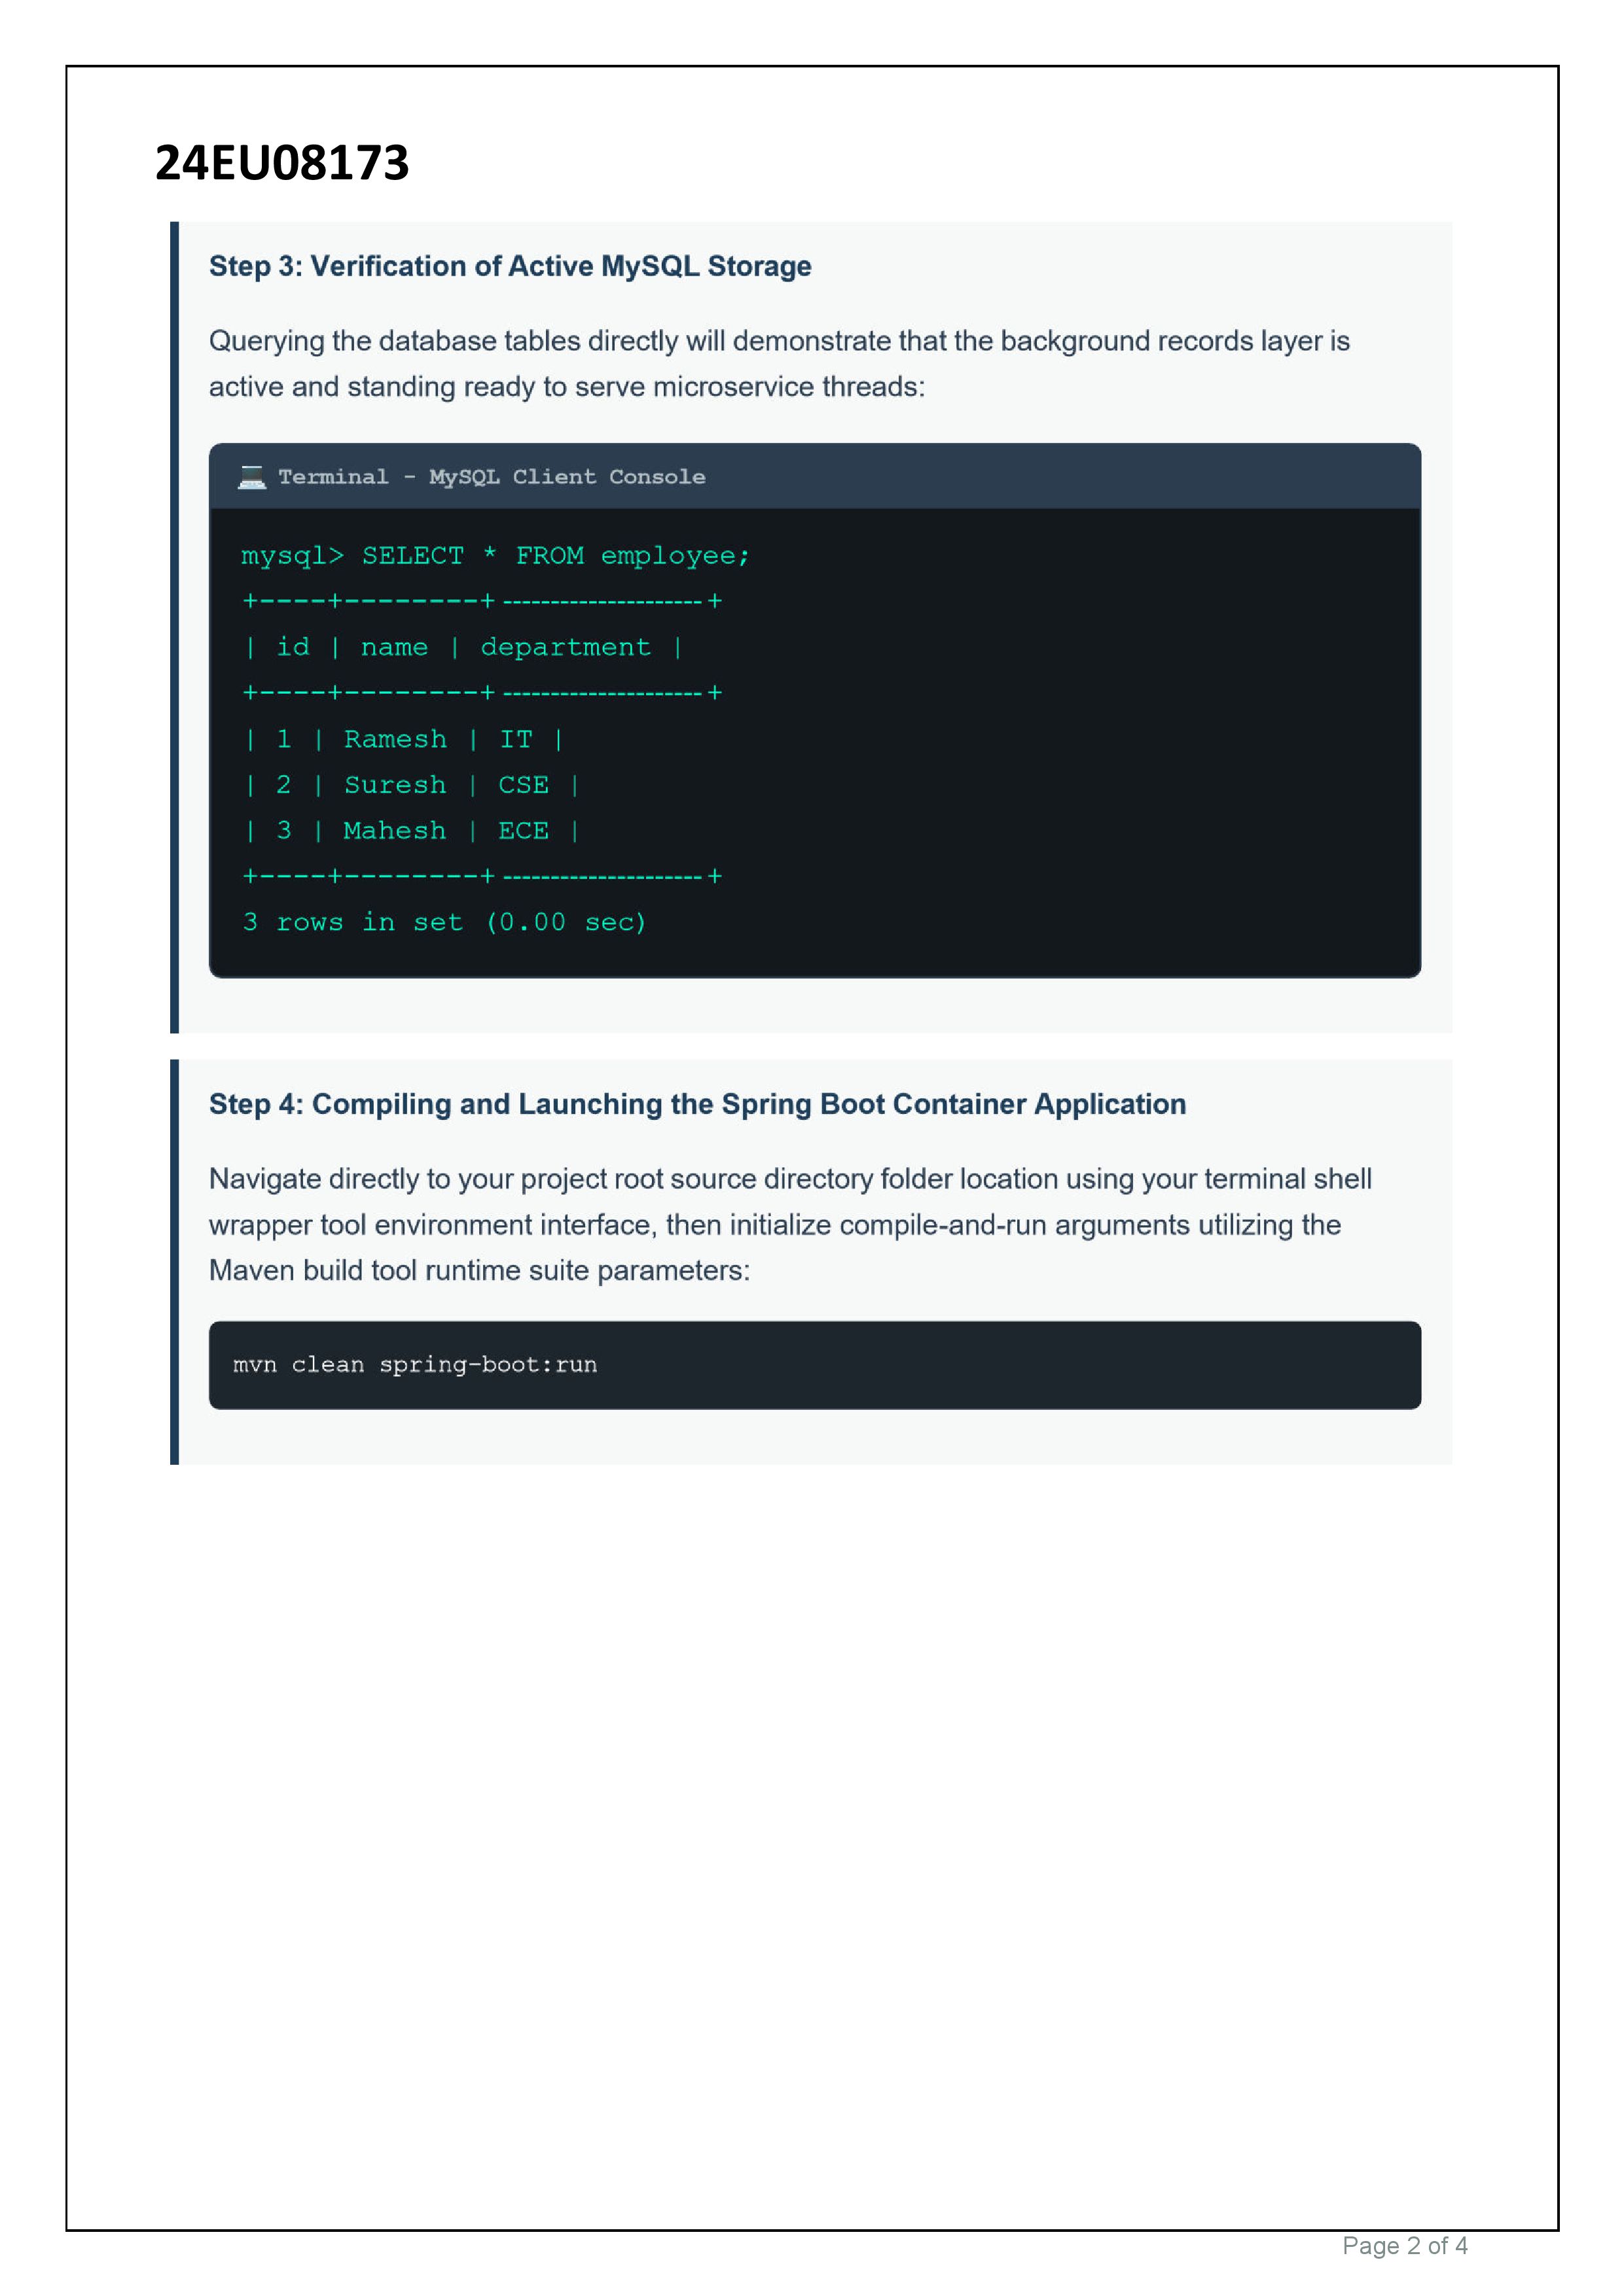 24EU08173
Step 3: Verification of Active MySQL Storage
Querying the database tables directly will demonstrate that the background records layer is
active and standing ready to serve microservice threads:
Terminal - MySQL Client Console
mysql> SELECT * FROM employee;
+----+--------+---------------------+
| id | name | department |
+----+--------+---------------------+
| 1 | Ramesh | IT |
| 2 | Suresh | CSE |
| 3 | Mahesh | ECE |
+----+--------+---------------------+
3 rows in set (0.00 sec)
Step 4: Compiling and Launching the Spring Boot Container Application
Navigate directly to your project root source directory folder location using your terminal shell
wrapper tool environment interface, then initialize compile-and-run arguments utilizing the
Maven build tool runtime suite parameters:
mvn clean spring-boot:run
Page 2 of 4